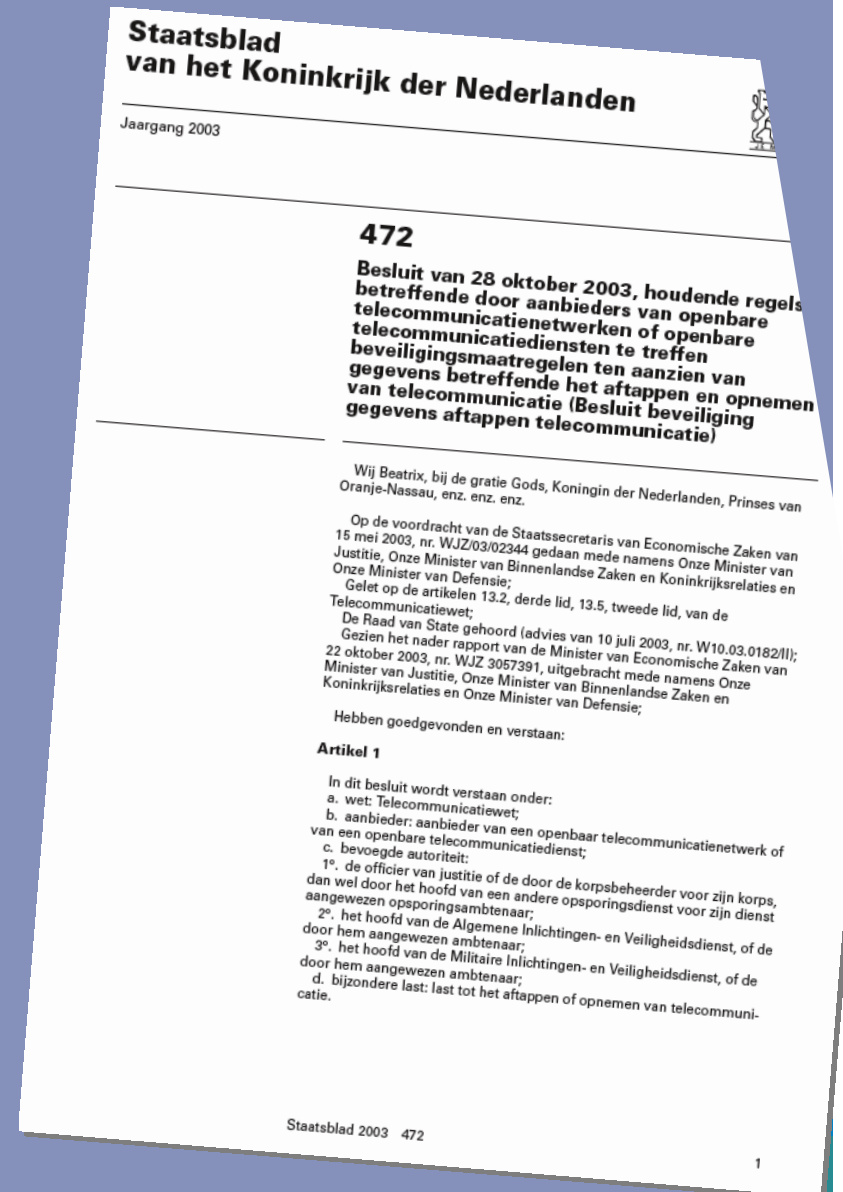 Staatsblad
van het Koninkrijk der Nederlanden
Jaargang 2003
472
Besluit van 28 oktober 2003, houdende regels
betreffende door aanbieders van openbare
telecommunicatienetwerken of openbare
telecommunicatiediensten te treffen
beveiligingsmaatregelen ten aanzien van
gegevens betreffende het aftappen en opnemen
van telecommunicatie (Besluit beveiliging
gegevens aftappen telecommunicatie)
Wij Beatrix, bij de gratie Gods, Koningin der Nederlanden, Prinses van
Oranje-Nassau, enz. enz. enz.
Op de voordracht van de Staatssecretaris van Economische Zaken van
15 mei 2003, nr. WJZ/03/02344 gedaan mede namens Onze Minister van
Justitie, Onze Minister van Binnenlandse Zaken en Koninkrijksrelaties en
Onze Minister van Defensie;
Gelet op de artikelen 13.2, derde lid, 13.5, tweede lid, van de
Telecommunicatiewet;
De Raad van State gehoord (advies van 10 juli 2003, nr. W10.03.0182/II);
Gezien het nader rapport van de Minister van Economische Zaken van
22 oktober 2003, nr. WJZ 3057391, uitgebracht mede namens Onze
Minister van Justitie, Onze Minister van Binnenlandse Zaken en
Koninkrijksrelaties en Onze Minister van Defensie;
Hebben goedgevonden en verstaan:
Artikel 1
In dit besluit wordt verstaan onder:
a. wet: Telecommunicatiewet;
b. aanbieder: aanbieder van een openbaar telecommunicatienetwerk of
van een openbare telecommunicatiedienst;
c. bevoegde autoriteit:
1°. de officier van justitie of de door de korpsbeheerder voor zijn korps,
dan wel door het hoofd van een andere opsporingsdienst voor zijn dienst
aangewezen opsporingsambtenaar;
2°. het hoofd van de Algemene Inlichtingen- en Veiligheidsdienst, of de
door hem aangewezen ambtenaar;
3°. het hoofd van de Militaire Inlichtingen- en Veiligheidsdienst, of de
door hem aangewezen ambtenaar;
d. bijzondere last: last tot het aftappen of opnemen van telecommuni-
catie.
Staatsblad 2003 472
1